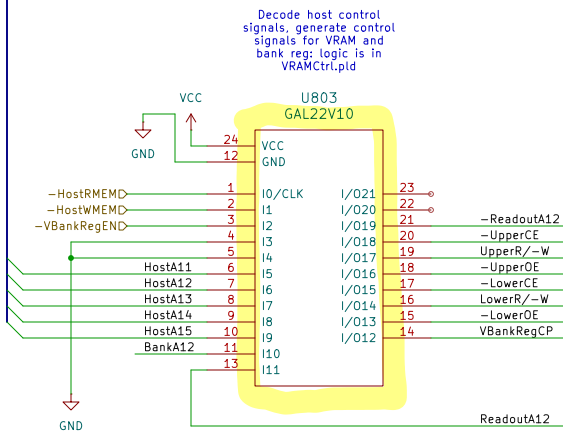 Decode host control
signals, generate control
signals for VRAM and
bank reg: logic is in
VRAMCtrl.pld
VCC
U803
GAL22V10
GND
24 VCC
12 GND
-HostRMEM 1 I0/CLK I/O21 23
-HostWMEM 2 I1 I/O20 22
-VBankRegEN 3 I2 I/O19 21 -ReadoutA12
4 I3 I/O18 20 -UpperCE
5 I4 I/O17 19 UpperR/-W
HostA11 6 I5 I/O16 18 -UpperOE
HostA12 7 I6 I/O15 17 -LowerCE
HostA13 8 I7 I/O14 16 LowerR/-W
HostA14 9 I8 I/O13 15 -LowerOE
HostA15 10 I9 I/O12 14 VBankRegCP
BankA12 11 I10
13 I11
ReadoutA12
GND